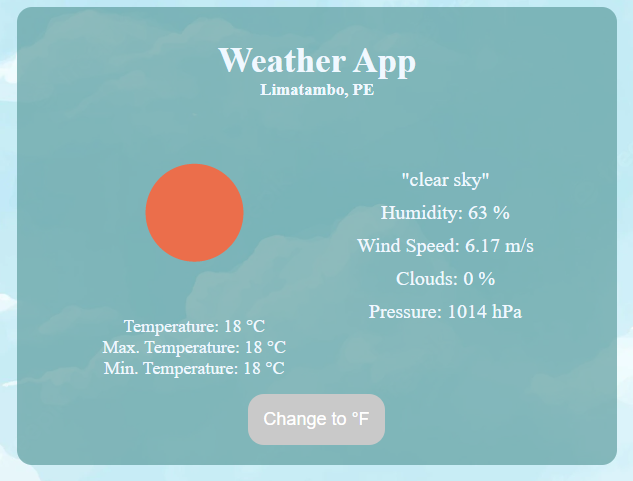 Weather App
Limatambo, PE
"clear sky"
Humidity: 63 %
Wind Speed: 6.17 m/s
Clouds: 0 %
Pressure: 1014 hPa
Temperature: 18 °C
Max. Temperature: 18 °C
Min. Temperature: 18 °C
Change to °F